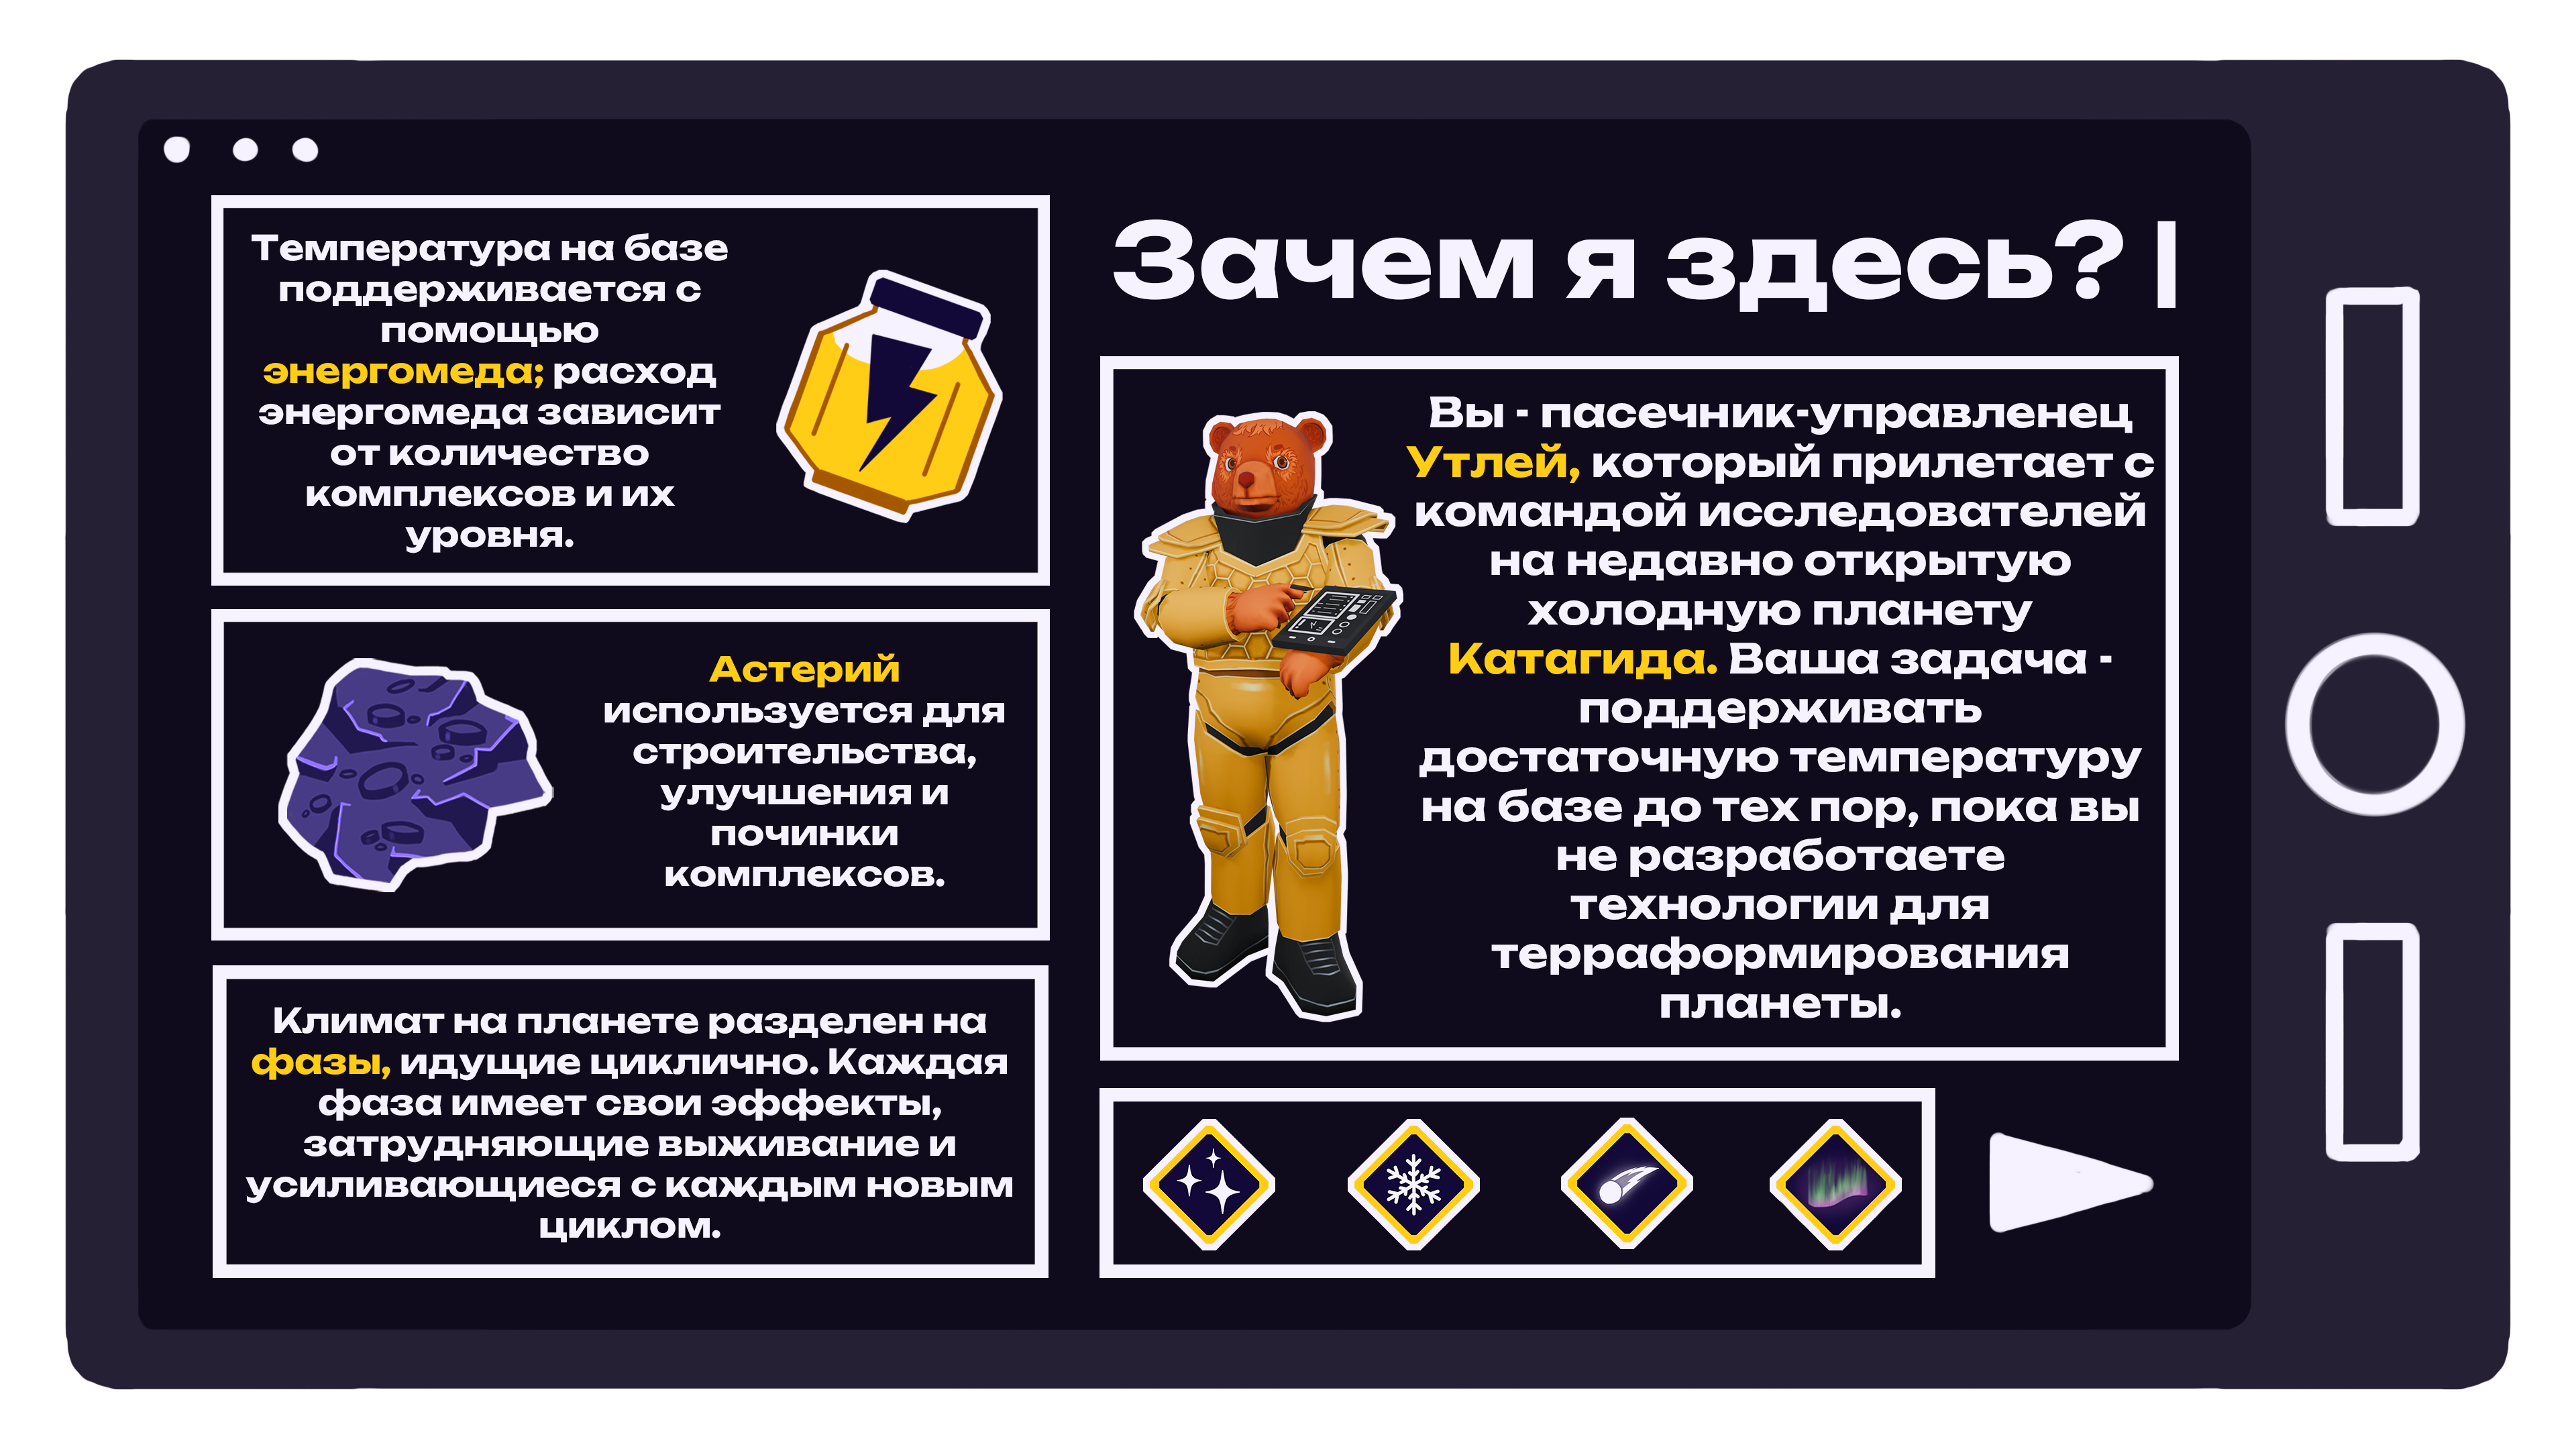 Температура на базе
поддерживается с
помощью
энергомеда; расход
энергомеда зависит
от количество
комплексов и их
уровня.
Астерий
используется для
строительства,
улучшения и
починки
комплексов.
Климат на планете разделен на
фазы, идущие циклично. Каждая
фаза имеет свои эффекты,
затрудняющие выживание и
усиливающиеся с каждым новым
циклом.
Зачем я здесь? |
Вы - пасечник-управленец
Утлей, который прилетает с
командой исследователей
на недавно открытую
холодную планету
Катагида. Ваша задача -
поддерживать
достаточную температуру
на базе до тех пор, пока вы
не разработаете
технологии для
терраформирования
планеты.